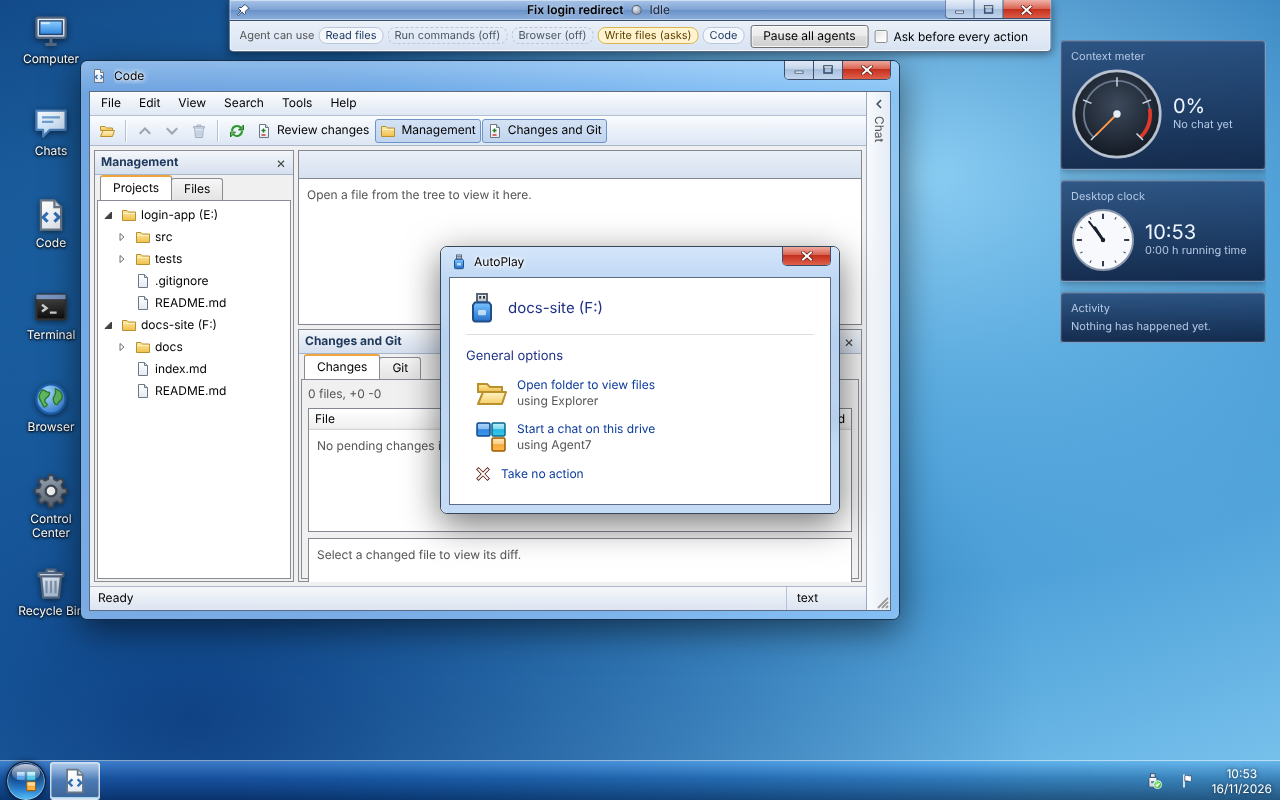 Fix login redirect Idle
Agent can use Read files Run commands (off) Browser (off) Write files (asks) Code Pause all agents Ask before every action
Computer
Chats
Code
Terminal
Browser
Control
Center
Recycle Bin
Code
File Edit View Search Tools Help
Review changes Management Changes and Git
Chat
Management
Projects Files
login-app (E:)
src
tests
.gitignore
README.md
docs-site (F:)
docs
index.md
README.md
Open a file from the tree to view it here.
Changes and Git
Changes Git
0 files, +0 -0
File
No pending changes
Select a changed file to view its diff.
Ready text
AutoPlay
docs-site (F:)
General options
Open folder to view files
using Explorer
Start a chat on this drive
using Agent7
Take no action
Context meter
0%
No chat yet
Desktop clock
10:53
0:00 h running time
Activity
Nothing has happened yet.
10:53
16/11/2026